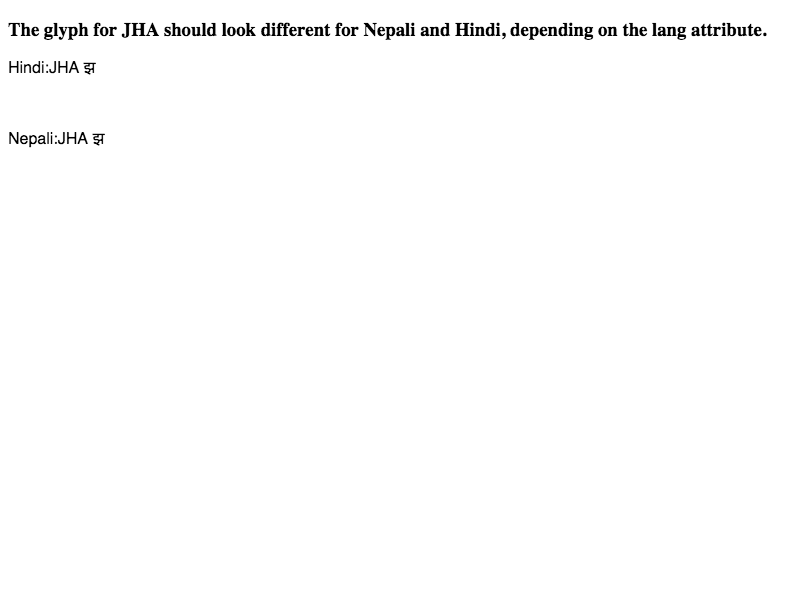 The glyph for JHA should look different for Nepali and Hindi, depending on the lang attribute.
Hindi:JHA झ
Nepali:JHA झ